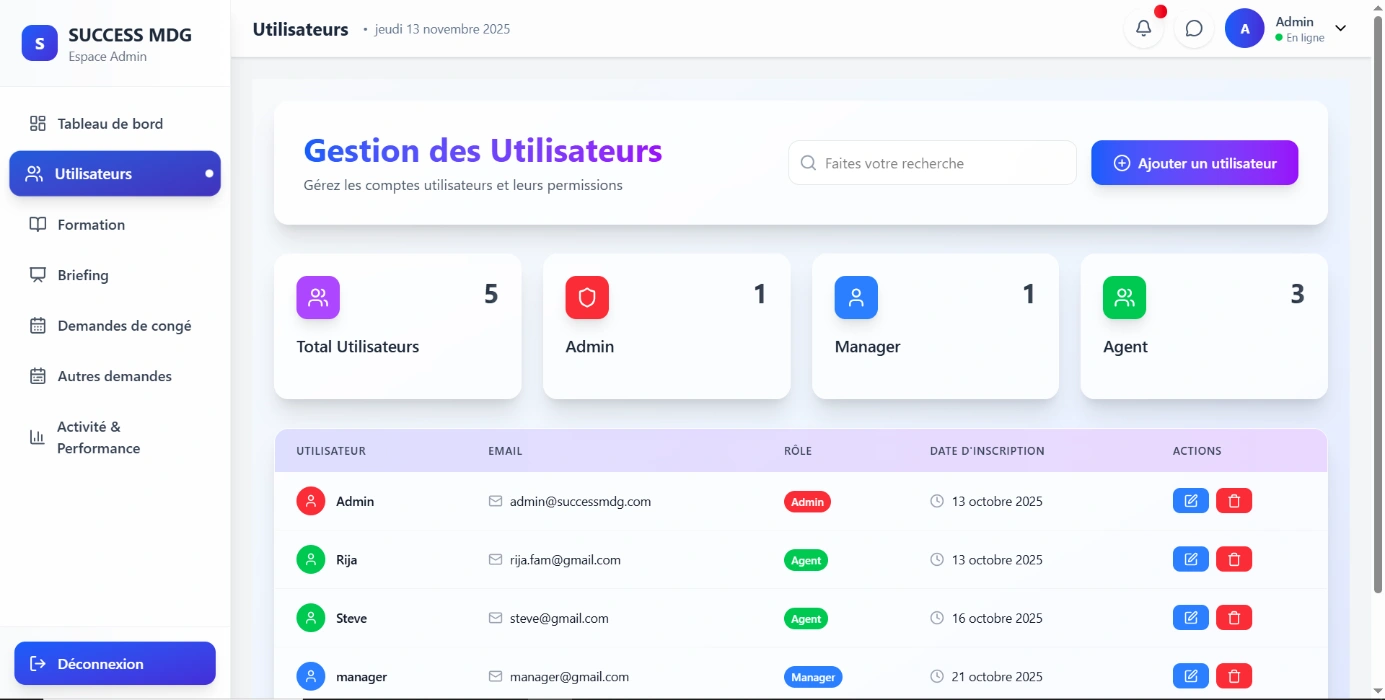 S
SUCCESS MDG
Espace Admin
Utilisateurs • jeudi 13 novembre 2025
A
Admin
En ligne
Tableau de bord
Utilisateurs
Formation
Briefing
Demandes de congé
Autres demandes
Activité &
Performance
Déconnexion
Gestion des Utilisateurs
Gérez les comptes utilisateurs et leurs permissions
Faites votre recherche
Ajouter un utilisateur
5
Total Utilisateurs
1
Admin
1
Manager
3
Agent
UTILISATEUR EMAIL RÔLE DATE D'INSCRIPTION ACTIONS
Admin admin@successmdg.com Admin 13 octobre 2025
Rija rija.fam@gmail.com Agent 13 octobre 2025
Steve steve@gmail.com Agent 16 octobre 2025
manager manager@gmail.com Manager 21 octobre 2025